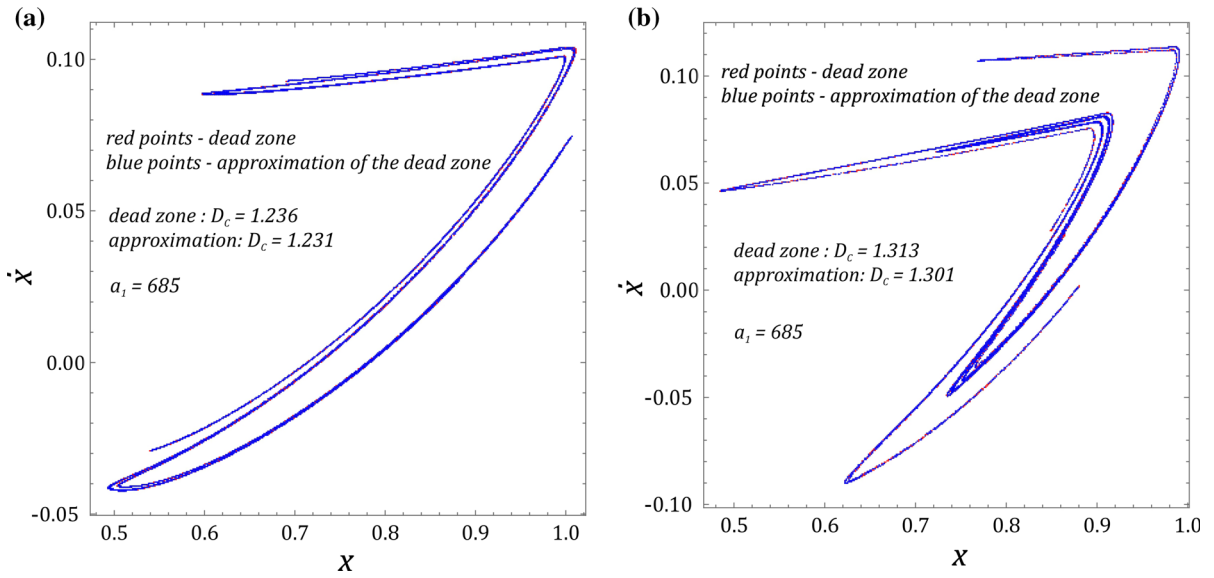 (a)
0.10
0.05
0.00
-0.05
ẋ
red points - dead zone
blue points - approximation of the dead zone
dead zone : D_c = 1.236
approximation: D_c = 1.231
a_1 = 685
0.5 0.6 0.7 0.8 0.9 1.0
x
(b)
0.10
0.05
0.00
-0.05
-0.10
ẋ
red points - dead zone
blue points - approximation of the dead zone
dead zone : D_c = 1.313
approximation: D_c = 1.301
a_1 = 685
0.5 0.6 0.7 0.8 0.9 1.0
x